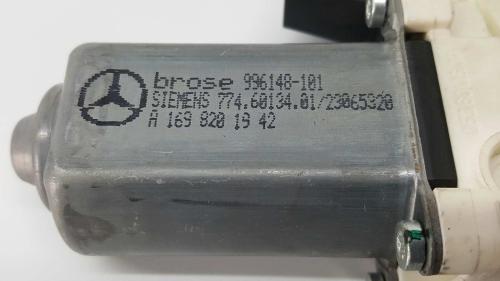 brose 996148-101
SIEMENS 774.60134.01/23065320
A 169 820 19 42